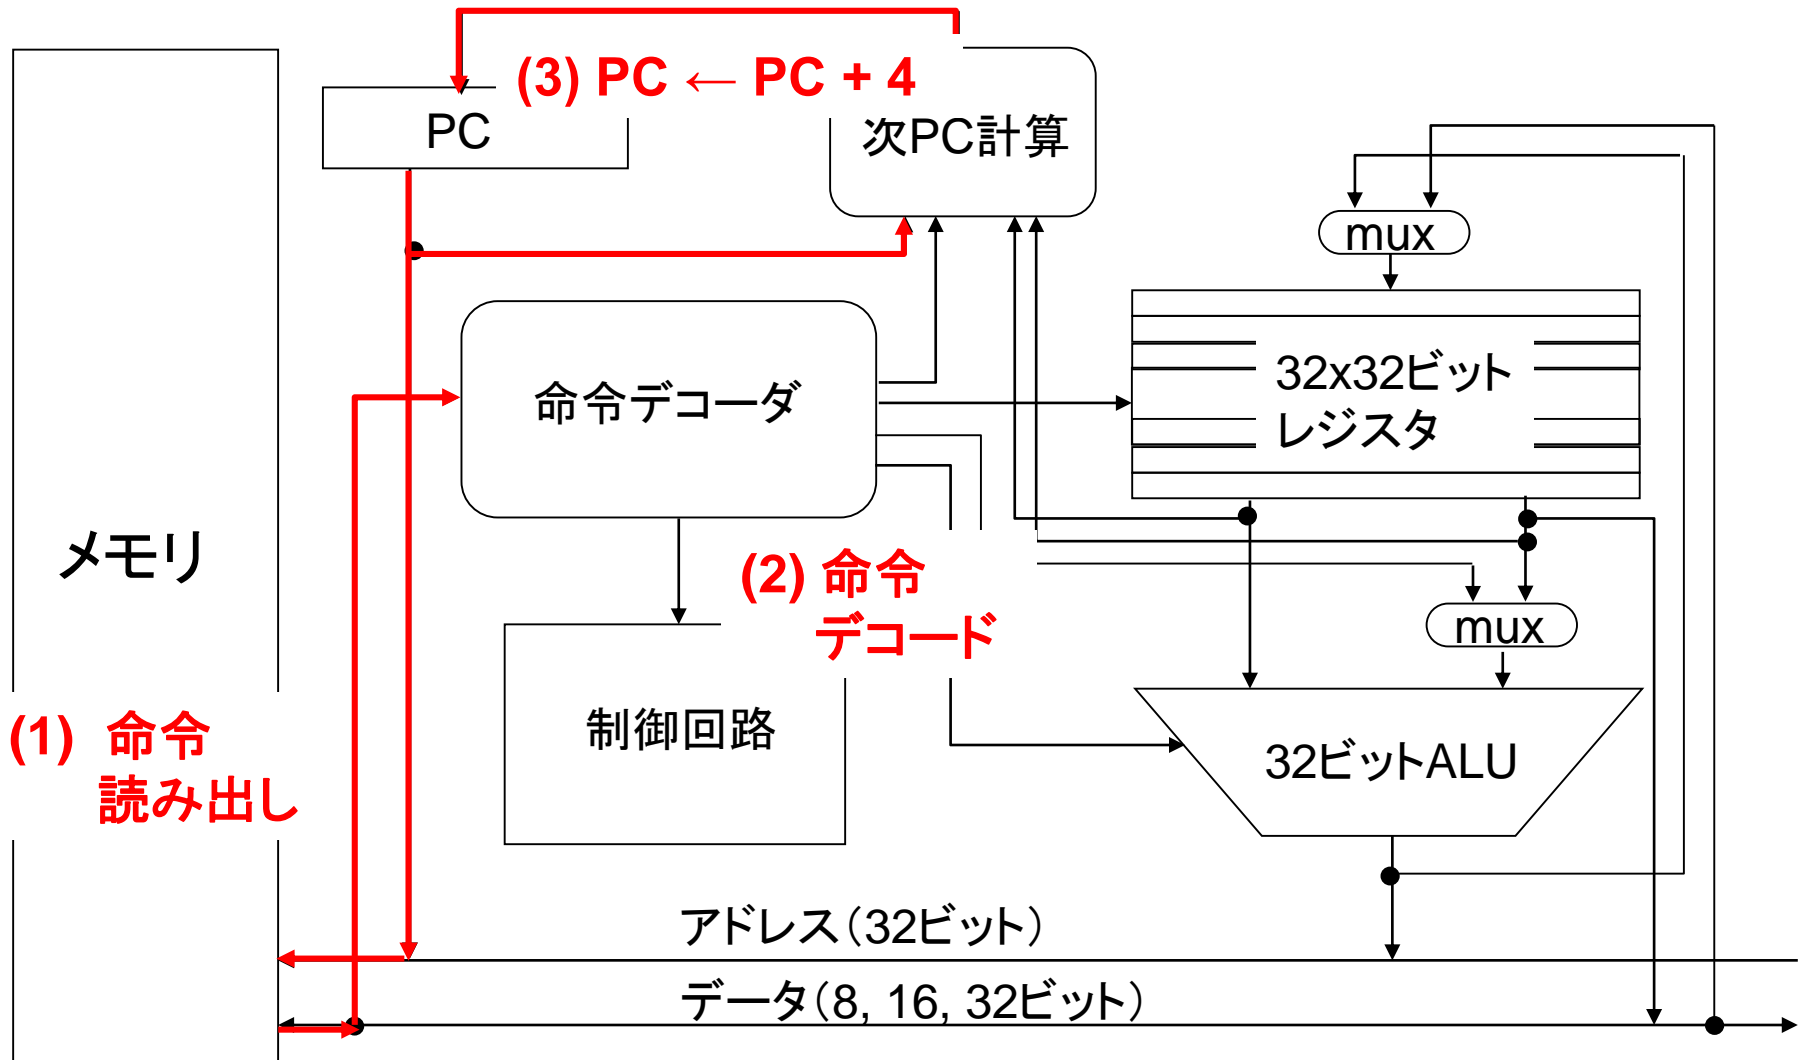 (3) PC ← PC + 4
PC
次PC計算
mux
命令デコーダ
32x32ビット
レジスタ
メモリ
(2) 命令
デコード
mux
(1) 命令
読み出し
制御回路
32ビットALU
アドレス(32ビット)
データ(8, 16, 32ビット)